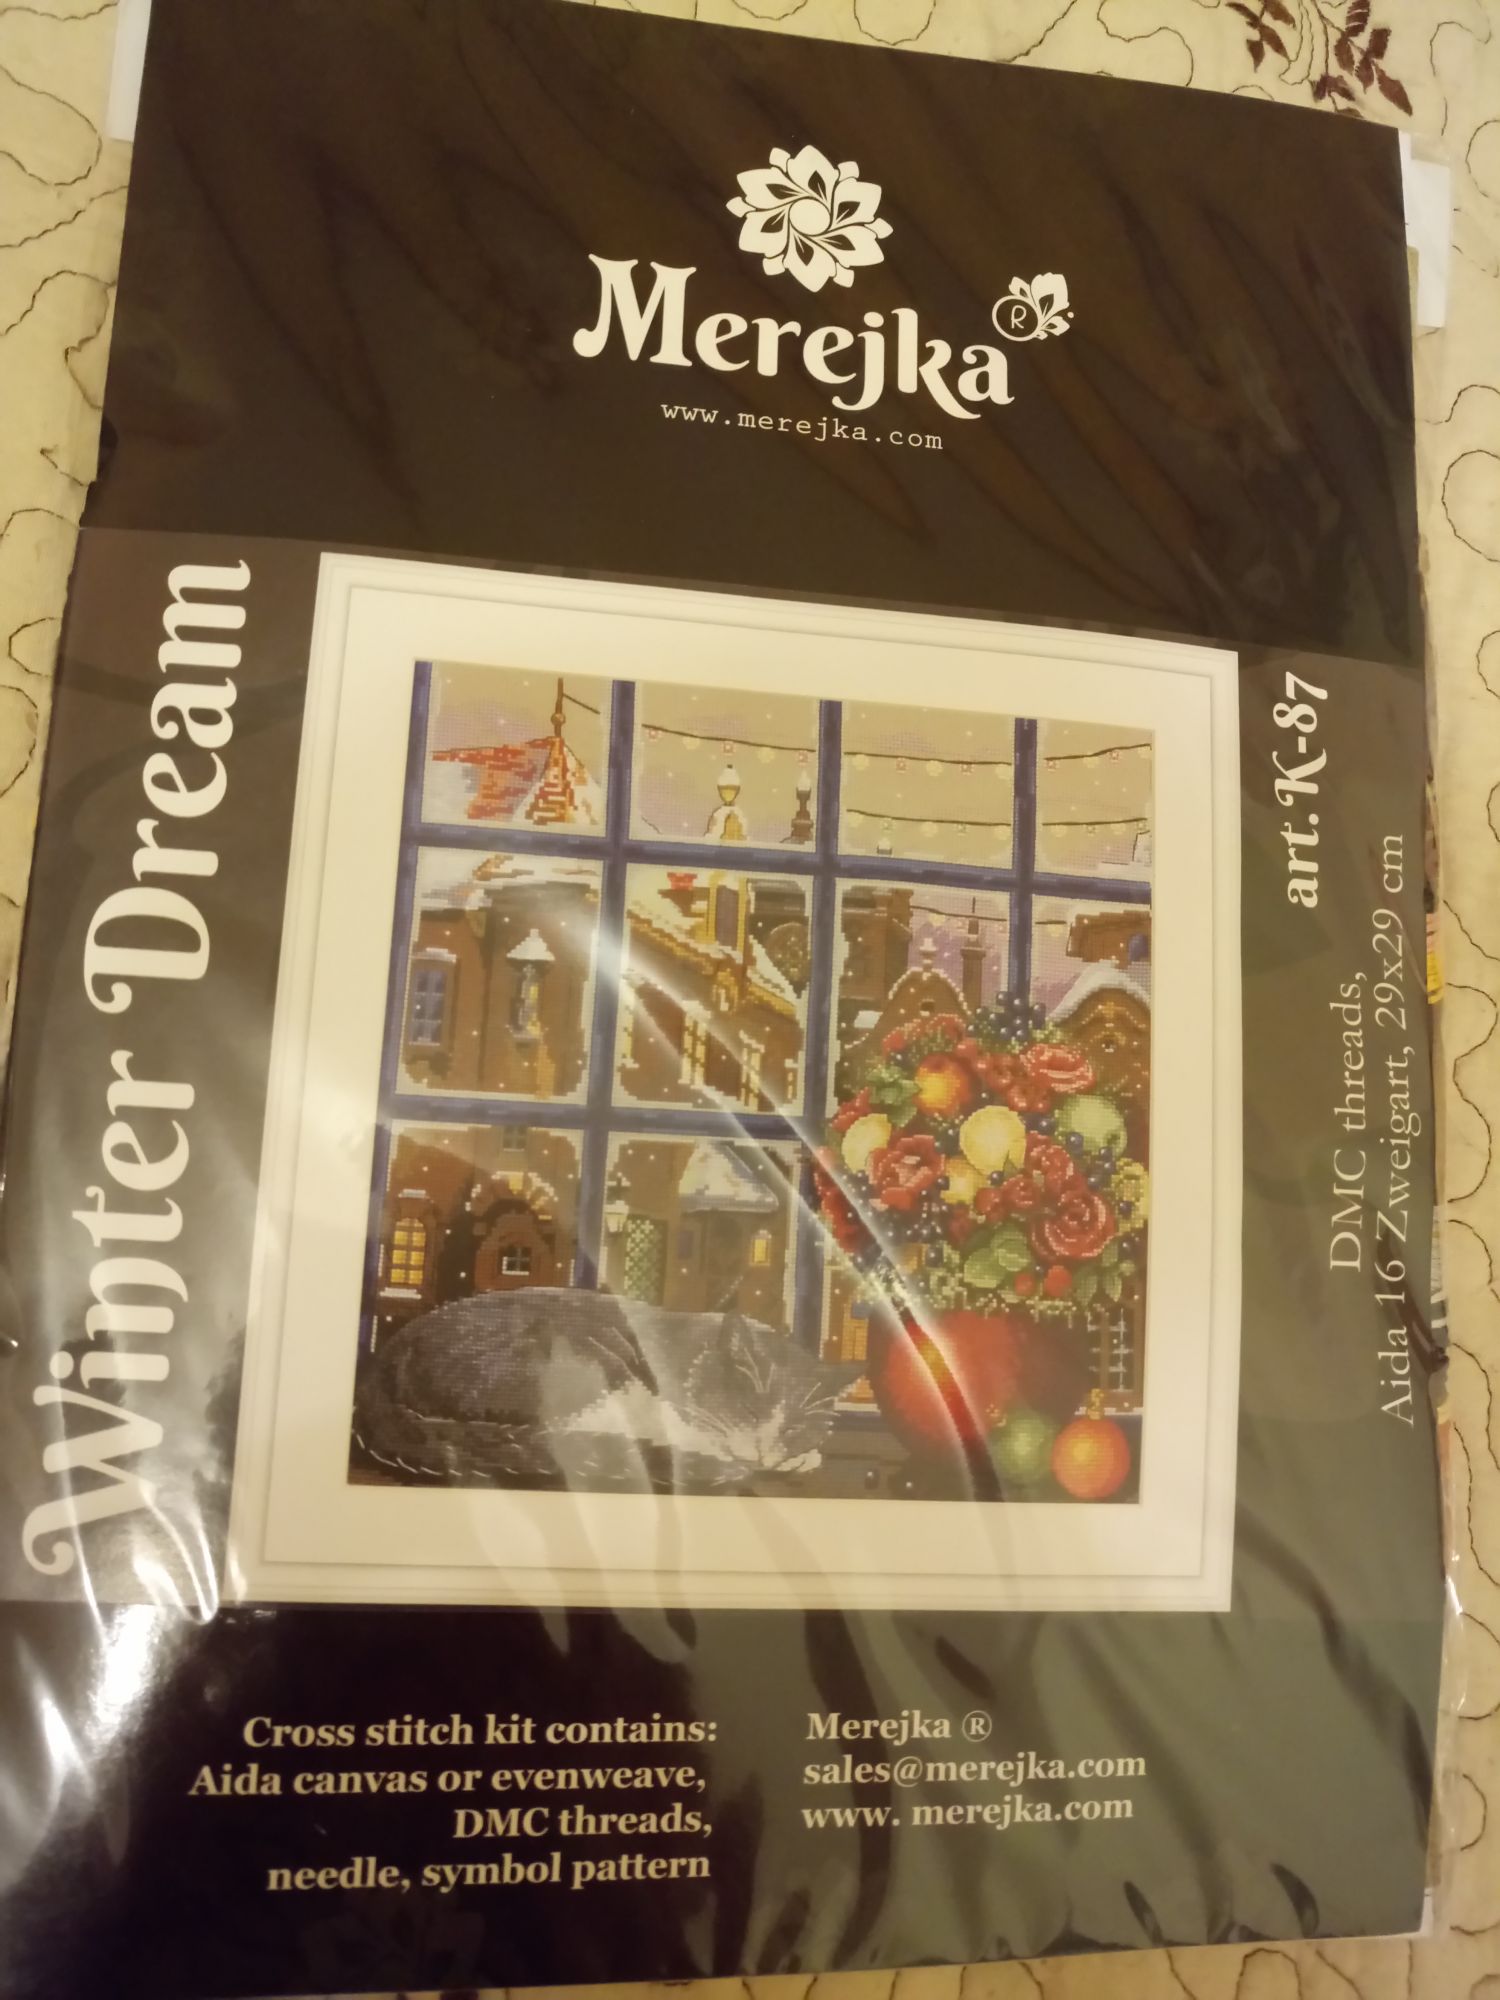 Merejka ®
www.merejka.com
Winter Dream
art.K-87
DMC threads,
Aida 16 Zweigart, 29x29 cm
Cross stitch kit contains:
Aida canvas or evenweave,
DMC threads,
needle, symbol pattern
Merejka ®
sales@merejka.com
www. merejka.com